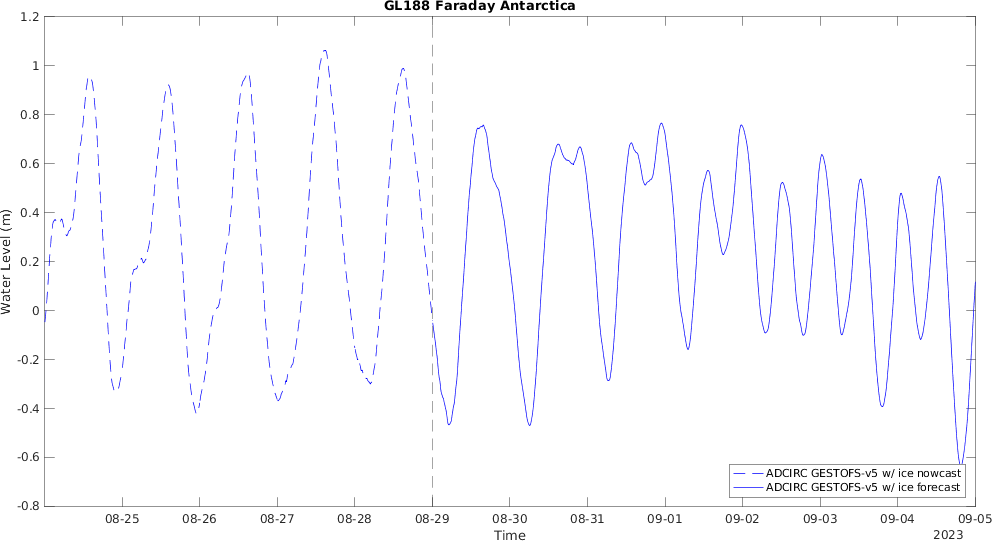 GL188 Faraday Antarctica
1.2
1
0.8
0.6
0.4
0.2
0
-0.2
-0.4
-0.6
-0.8
Water Level (m)
ADCIRC GESTOFS-v5 w/ ice nowcast
ADCIRC GESTOFS-v5 w/ ice forecast
08-25 08-26 08-27 08-28 08-29 08-30 08-31 09-01 09-02 09-03 09-04 09-05
Time
2023